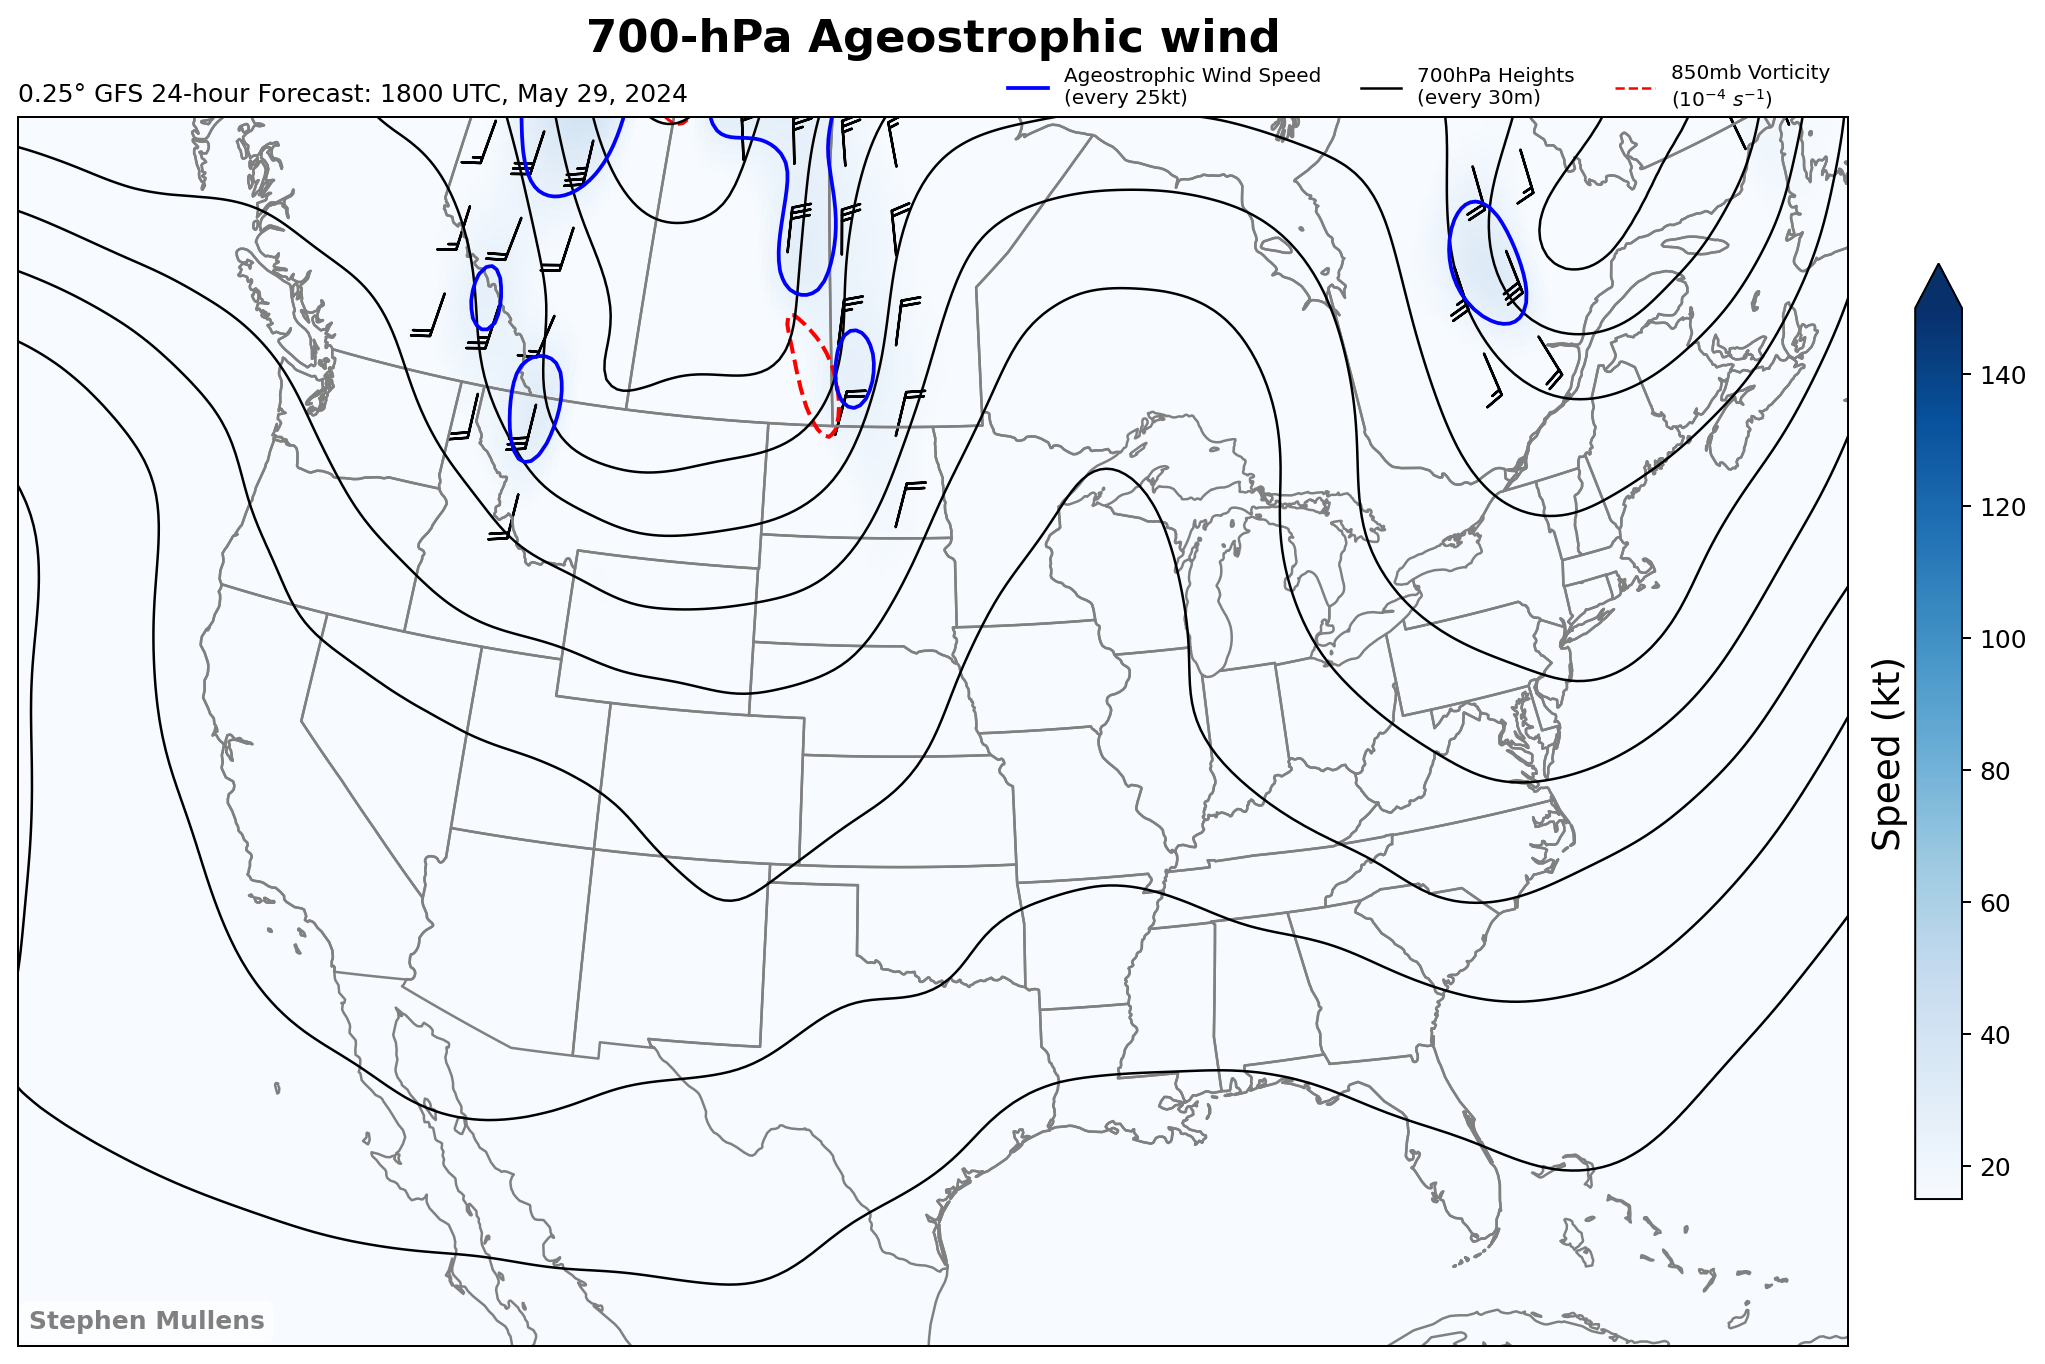 700-hPa Ageostrophic wind
0.25° GFS 24-hour Forecast: 1800 UTC, May 29, 2024
Ageostrophic Wind Speed
(every 25kt)
700hPa Heights
(every 30m)
850mb Vorticity
(10⁻⁴ s⁻¹)
140
120
100
80
60
40
20
Speed (kt)
Stephen Mullens